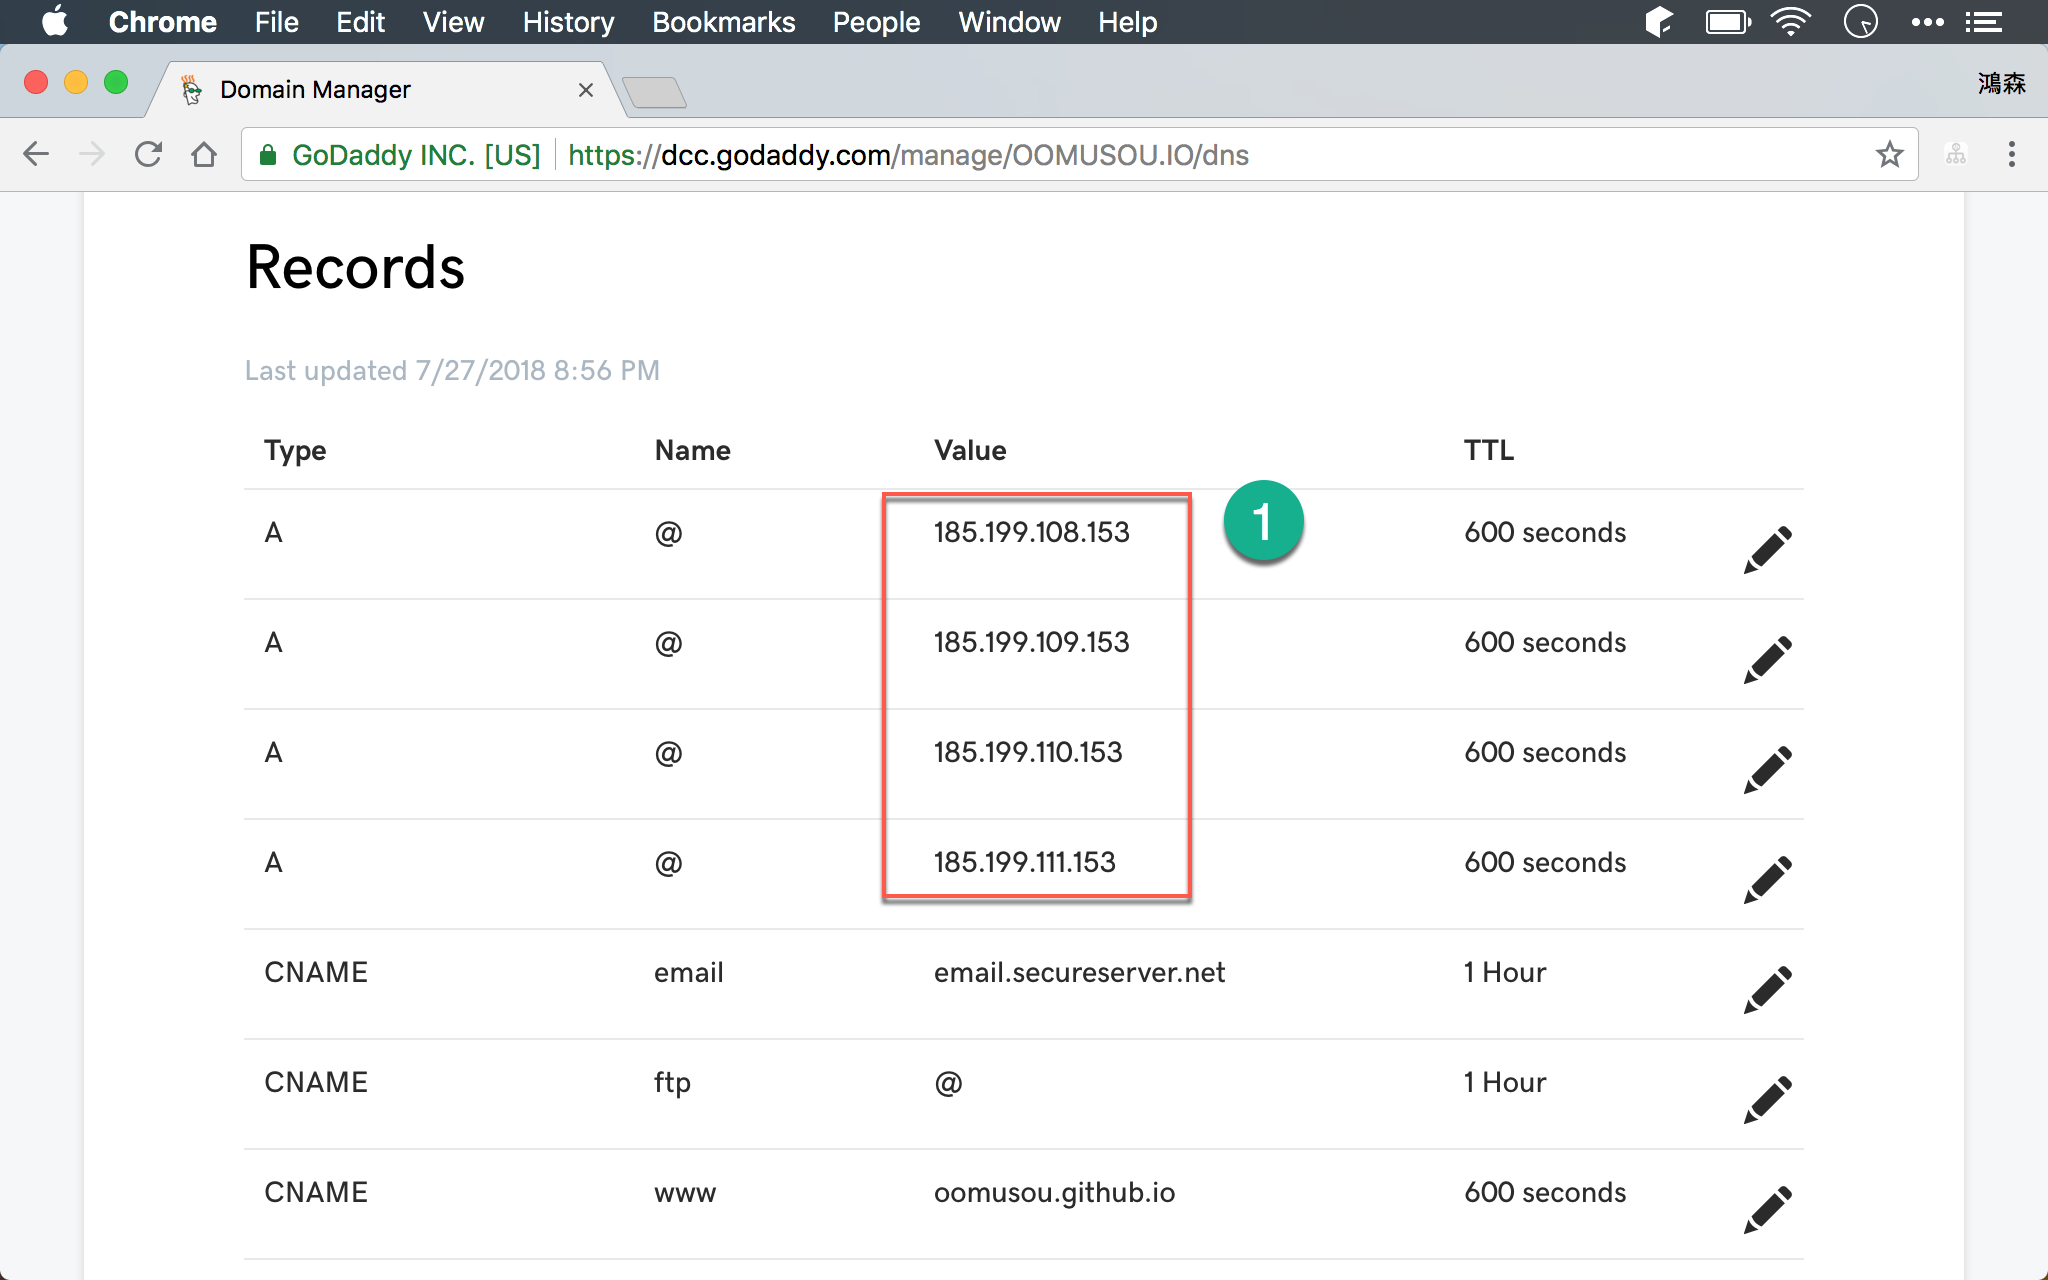 Chrome File Edit View History Bookmarks People Window Help
Domain Manager
鴻森
GoDaddy INC. [US] https://dcc.godaddy.com/manage/OOMUSOU.IO/dns
Records
Last updated 7/27/2018 8:56 PM
Type Name Value TTL
A @ 185.199.108.153 1 600 seconds
A @ 185.199.109.153 600 seconds
A @ 185.199.110.153 600 seconds
A @ 185.199.111.153 600 seconds
CNAME email email.secureserver.net 1 Hour
CNAME ftp @ 1 Hour
CNAME www oomusou.github.io 600 seconds